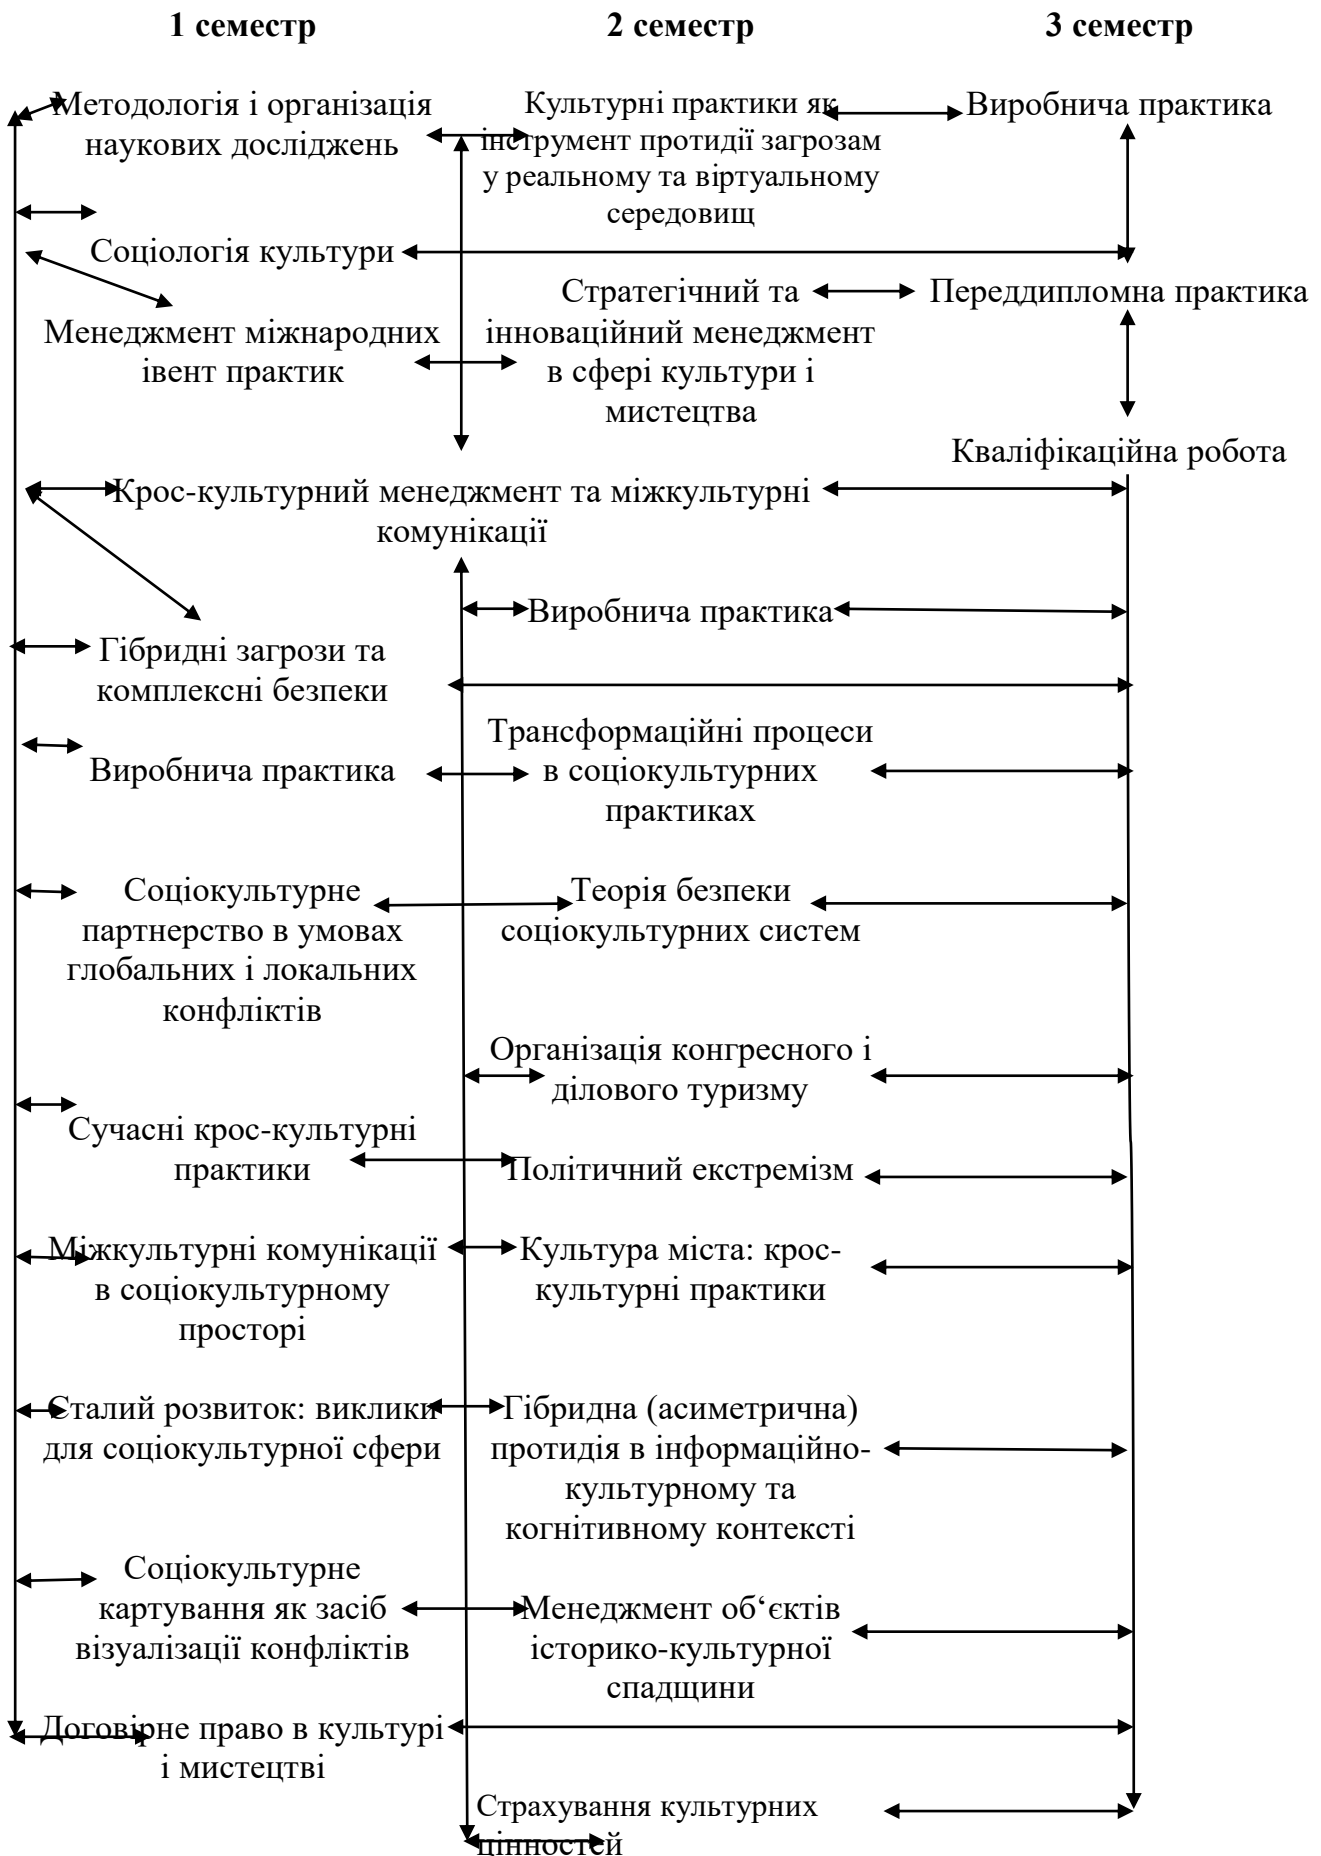 1 семестр
2 семестр
3 семестр
Методологія і організація
наукових досліджень
Культурні практики як
інструмент протидії загрозам
у реальному та віртуальному
середовищ
Виробнича практика
Соціологія культури
Менеджмент міжнародних
івент практик
Стратегічний та
інноваційний менеджмент
в сфері культури і
мистецтва
Переддипломна практика
Кваліфікаційна робота
Крос-культурний менеджмент та міжкультурні
комунікації
Виробнича практика
Гібридні загрози та
комплексні безпеки
Виробнича практика
Трансформаційні процеси
в соціокультурних
практиках
Соціокультурне
партнерство в умовах
глобальних і локальних
конфліктів
Теорія безпеки
соціокультурних систем
Організація конгресного і
ділового туризму
Сучасні крос-культурні
практики
Політичний екстремізм
Міжкультурні комунікації
в соціокультурному
просторі
Культура міста: крос-
культурні практики
Сталий розвиток: виклики
для соціокультурної сфери
Гібридна (асиметрична)
протидія в інформаційно-
культурному та
когнітивному контексті
Соціокультурне
картування як засіб
візуалізації конфліктів
Менеджмент об‘єктів
історико-культурної
спадщини
Договірне право в культурі
і мистецтві
Страхування культурних
цінностей